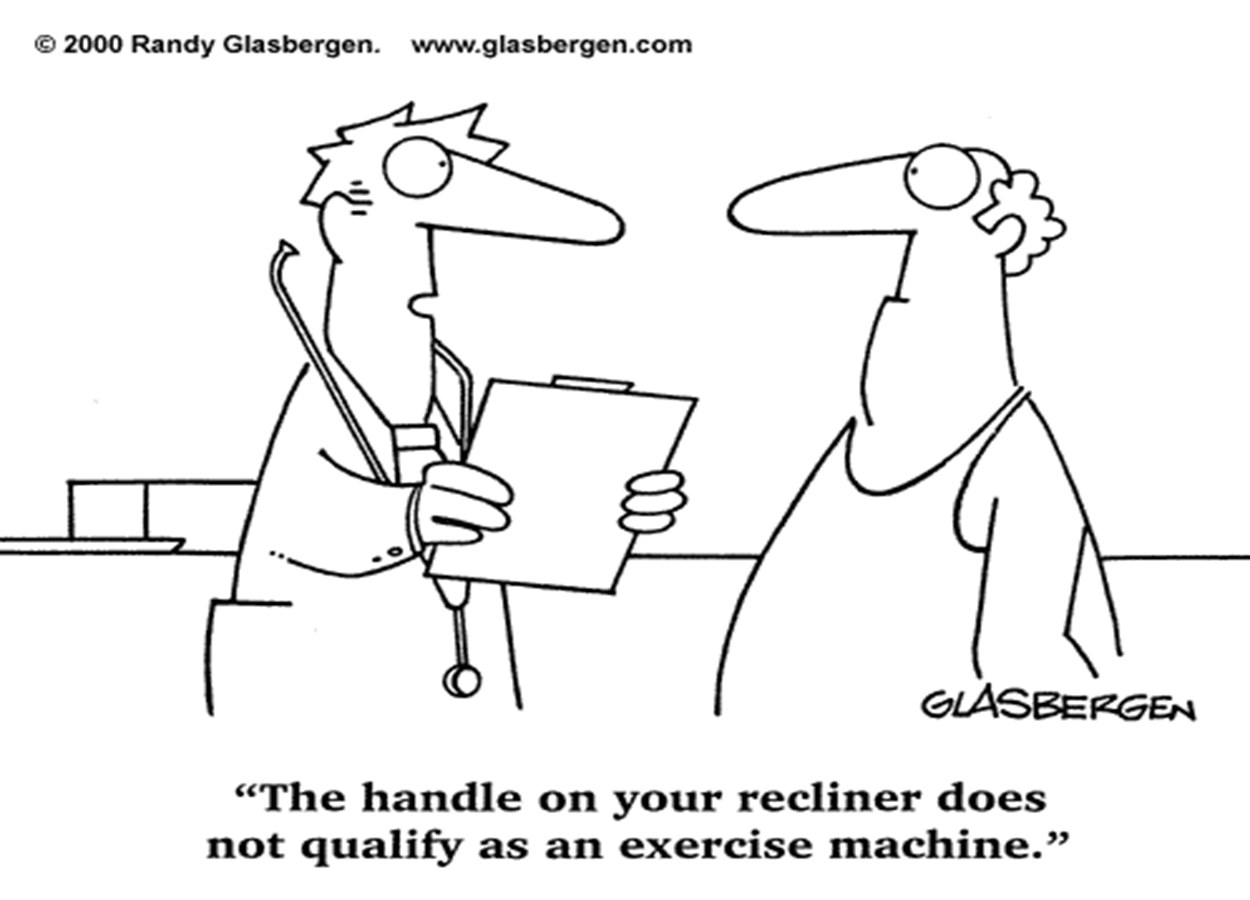 © 2000 Randy Glasbergen. www.glasbergen.com
GLASBERGEN
“The handle on your recliner does
not qualify as an exercise machine.”